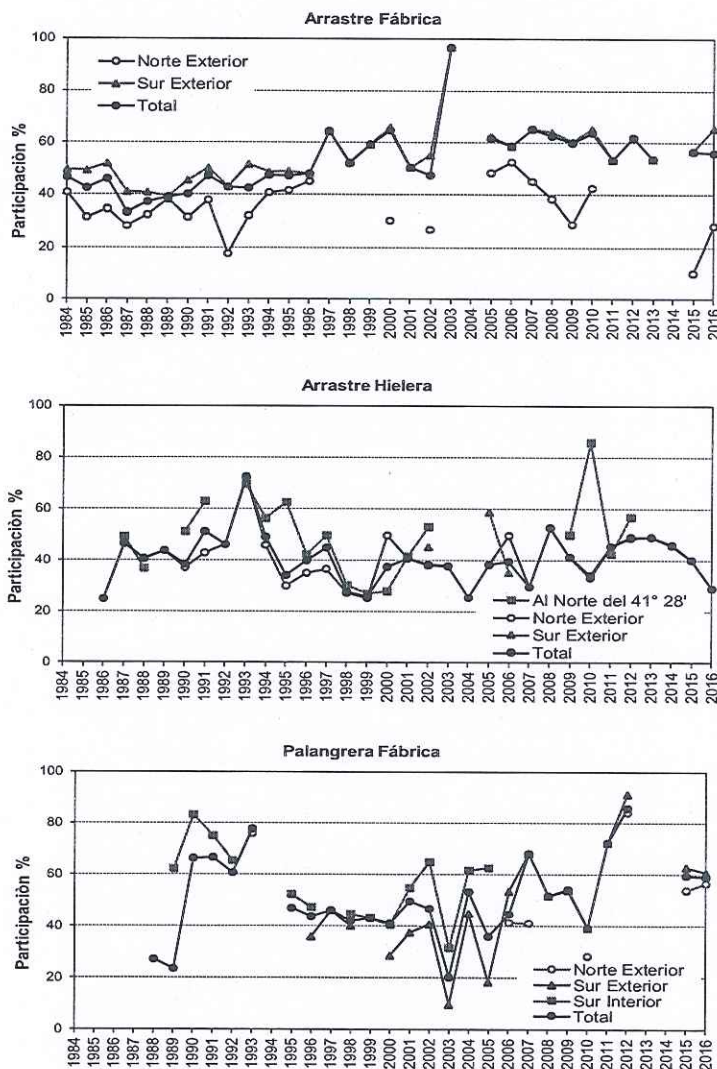 Arrastre Fábrica
Participaciòn %
100
80
60
40
20
0
Norte Exterior
Sur Exterior
Total
1984 1985 1986 1987 1988 1989 1990 1991 1992 1993 1994 1995 1996 1997 1998 1999 2000 2001 2002 2003 2004 2005 2006 2007 2008 2009 2010 2011 2012 2013 2014 2015 2016
Arrastre Hielera
Participaciòn %
100
80
60
40
20
0
Al Norte del 41° 28'
Norte Exterior
Sur Exterior
Total
1984 1985 1986 1987 1988 1989 1990 1991 1992 1993 1994 1995 1996 1997 1998 1999 2000 2001 2002 2003 2004 2005 2006 2007 2008 2009 2010 2011 2012 2013 2014 2015 2016
Palangrera Fábrica
Participaciòn %
100
80
60
40
20
0
Norte Exterior
Sur Exterior
Sur Interior
Total
1984 1985 1986 1987 1988 1989 1990 1991 1992 1993 1994 1995 1996 1997 1998 1999 2000 2001 2002 2003 2004 2005 2006 2007 2008 2009 2010 2011 2012 2013 2014 2015 2016